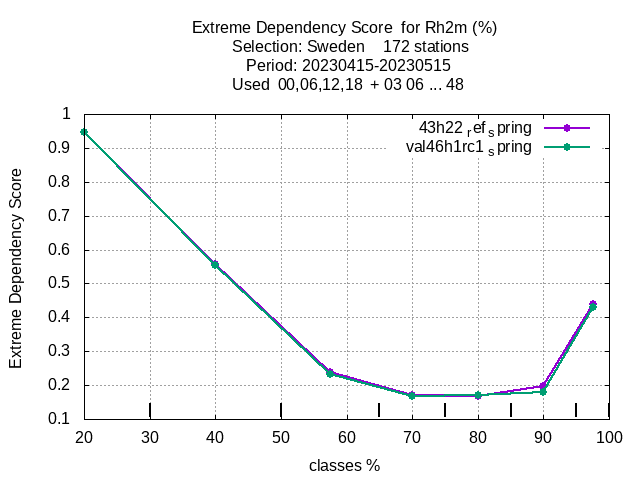 Extreme Dependency Score for Rh2m (%)
Selection: Sweden 172 stations
Period: 20230415-20230515
Used 00,06,12,18 + 03 06 ... 48
43h22 ref spring
val46h1rc1 spring
Extreme Dependency Score
1
0.9
0.8
0.7
0.6
0.5
0.4
0.3
0.2
0.1
20 30 40 50 60 70 80 90 100
classes %